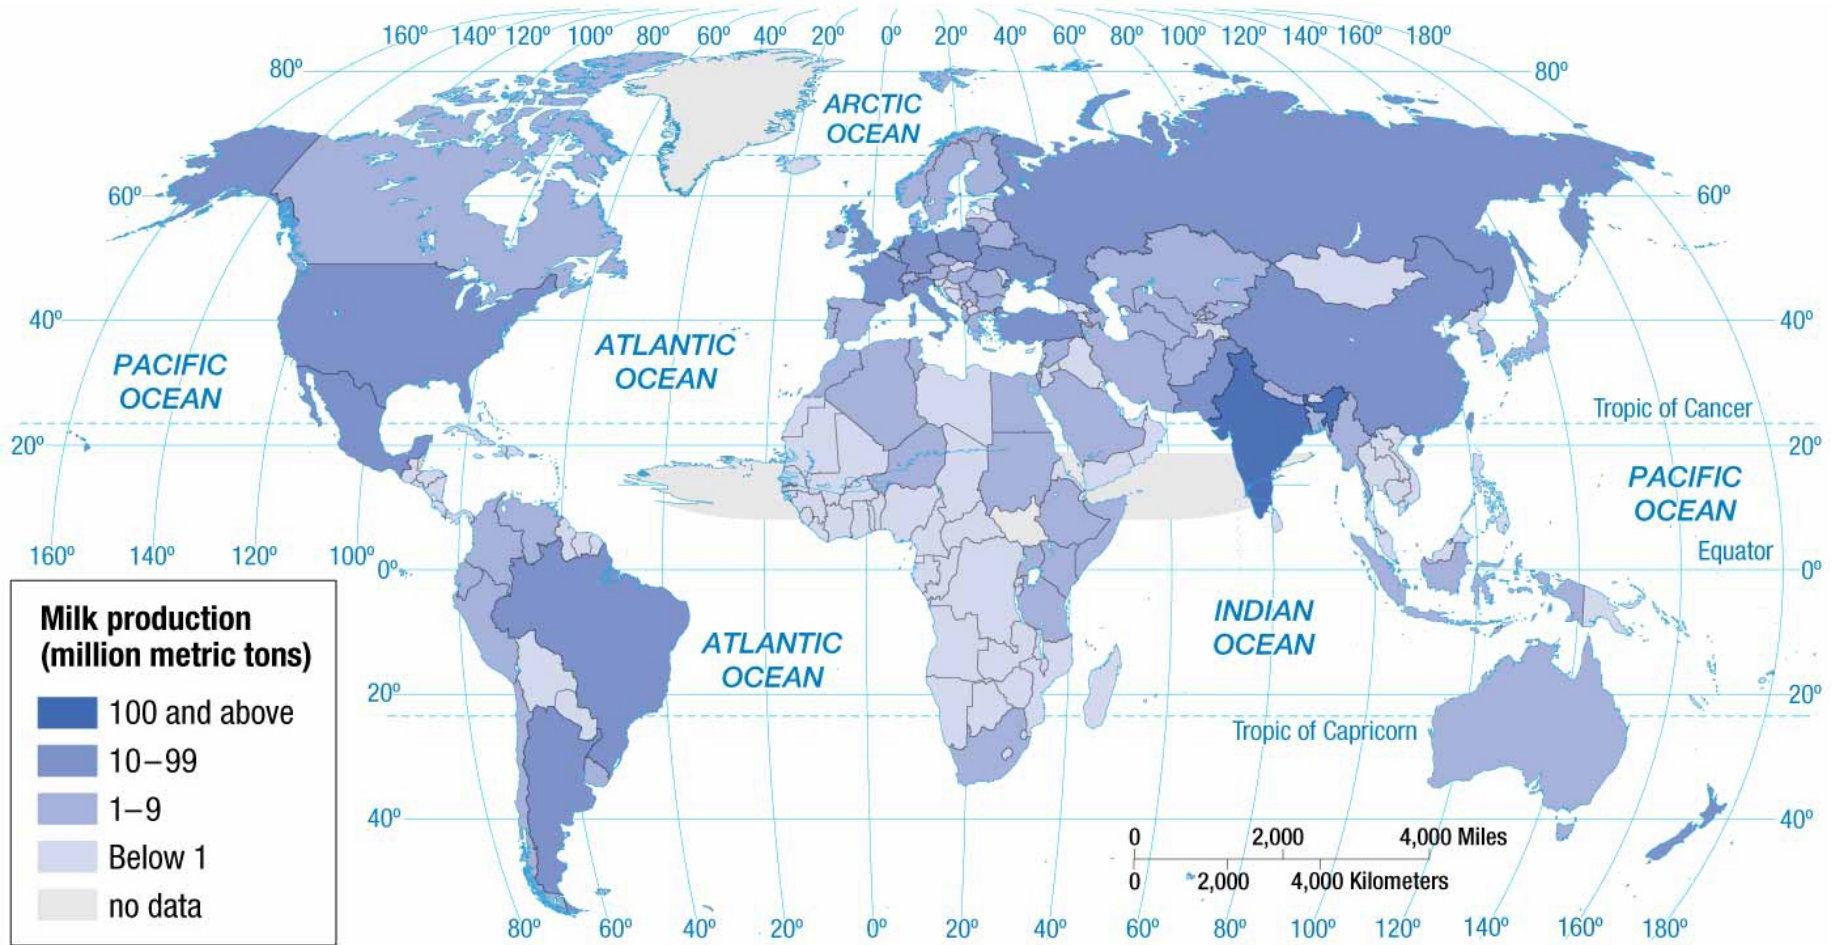 160º 140º 120º 100º 80º 60º 40º 20º 0º 20º 40º 60º 80º 100º 120º 140º 160º 180º
80º 80º
ARCTIC
OCEAN
60º 60º
40º 40º
PACIFIC
OCEAN
ATLANTIC
OCEAN
Tropic of Cancer
20º 20º
PACIFIC
OCEAN
160º 140º 120º 100º
Equator
0º 0º
INDIAN
OCEAN
ATLANTIC
OCEAN
20º 20º
Tropic of Capricorn
40º 40º
Milk production
(million metric tons)
100 and above
10–99
1–9
Below 1
no data
0 2,000 4,000 Miles
0 2,000 4,000 Kilometers
80º 60º 40º 20º 0º 20º 40º 60º 80º 100º 120º 140º 160º 180º